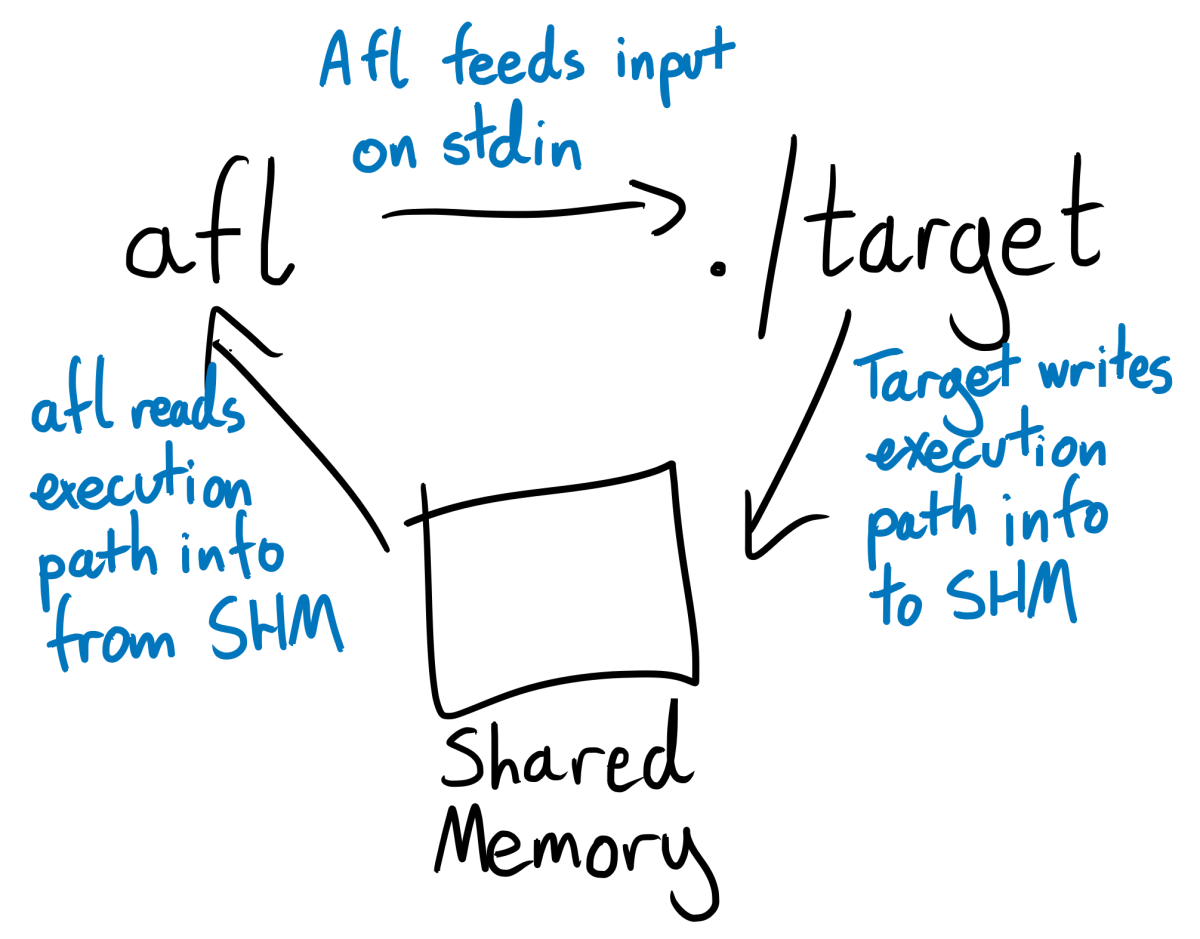 Afl feeds input
on stdin
afl
./target
afl reads
execution
path info
from SHM
Target writes
execution
path info
to SHM
Shared
Memory